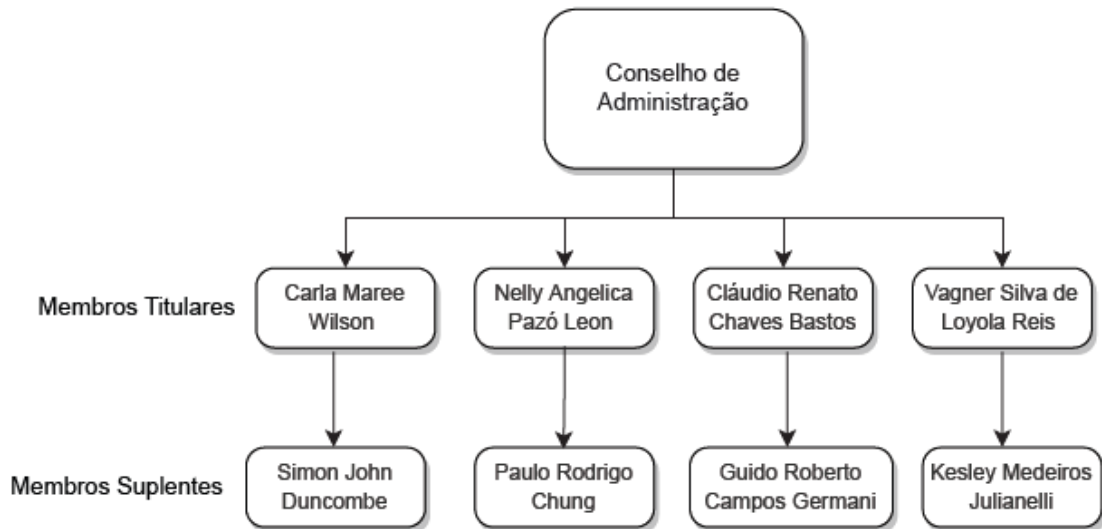 Conselho de
Administração
Membros Titulares
Carla Maree
Wilson
Nelly Angelica
Pazó Leon
Cláudio Renato
Chaves Bastos
Vagner Silva de
Loyola Reis
Membros Suplentes
Simon John
Duncombe
Paulo Rodrigo
Chung
Guido Roberto
Campos Germani
Kesley Medeiros
Julianelli